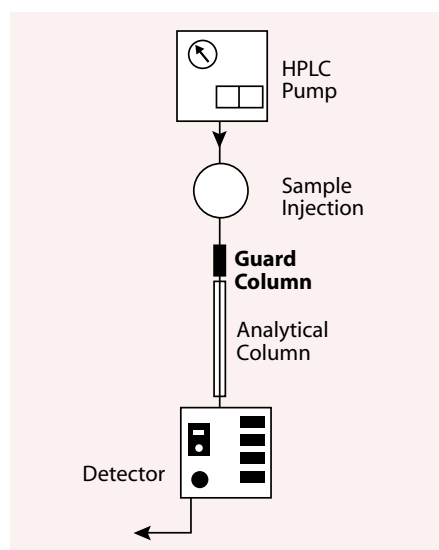 HPLC
Pump
Sample
Injection
Guard
Column
Analytical
Column
Detector